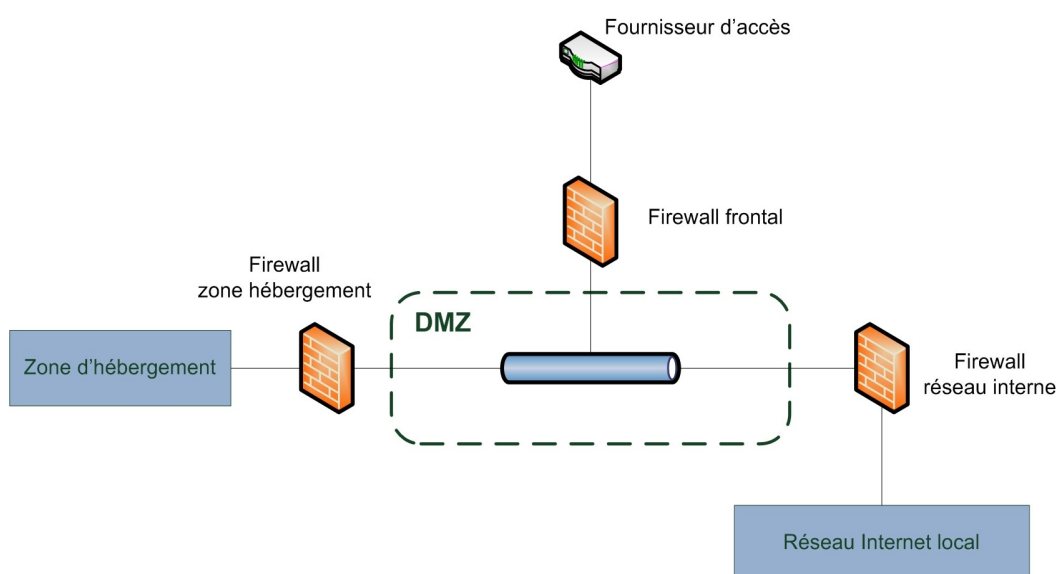 Fournisseur d'accès
Firewall frontal
Firewall
zone hébergement
DMZ
Zone d'hébergement
Firewall
réseau interne
Réseau Internet local